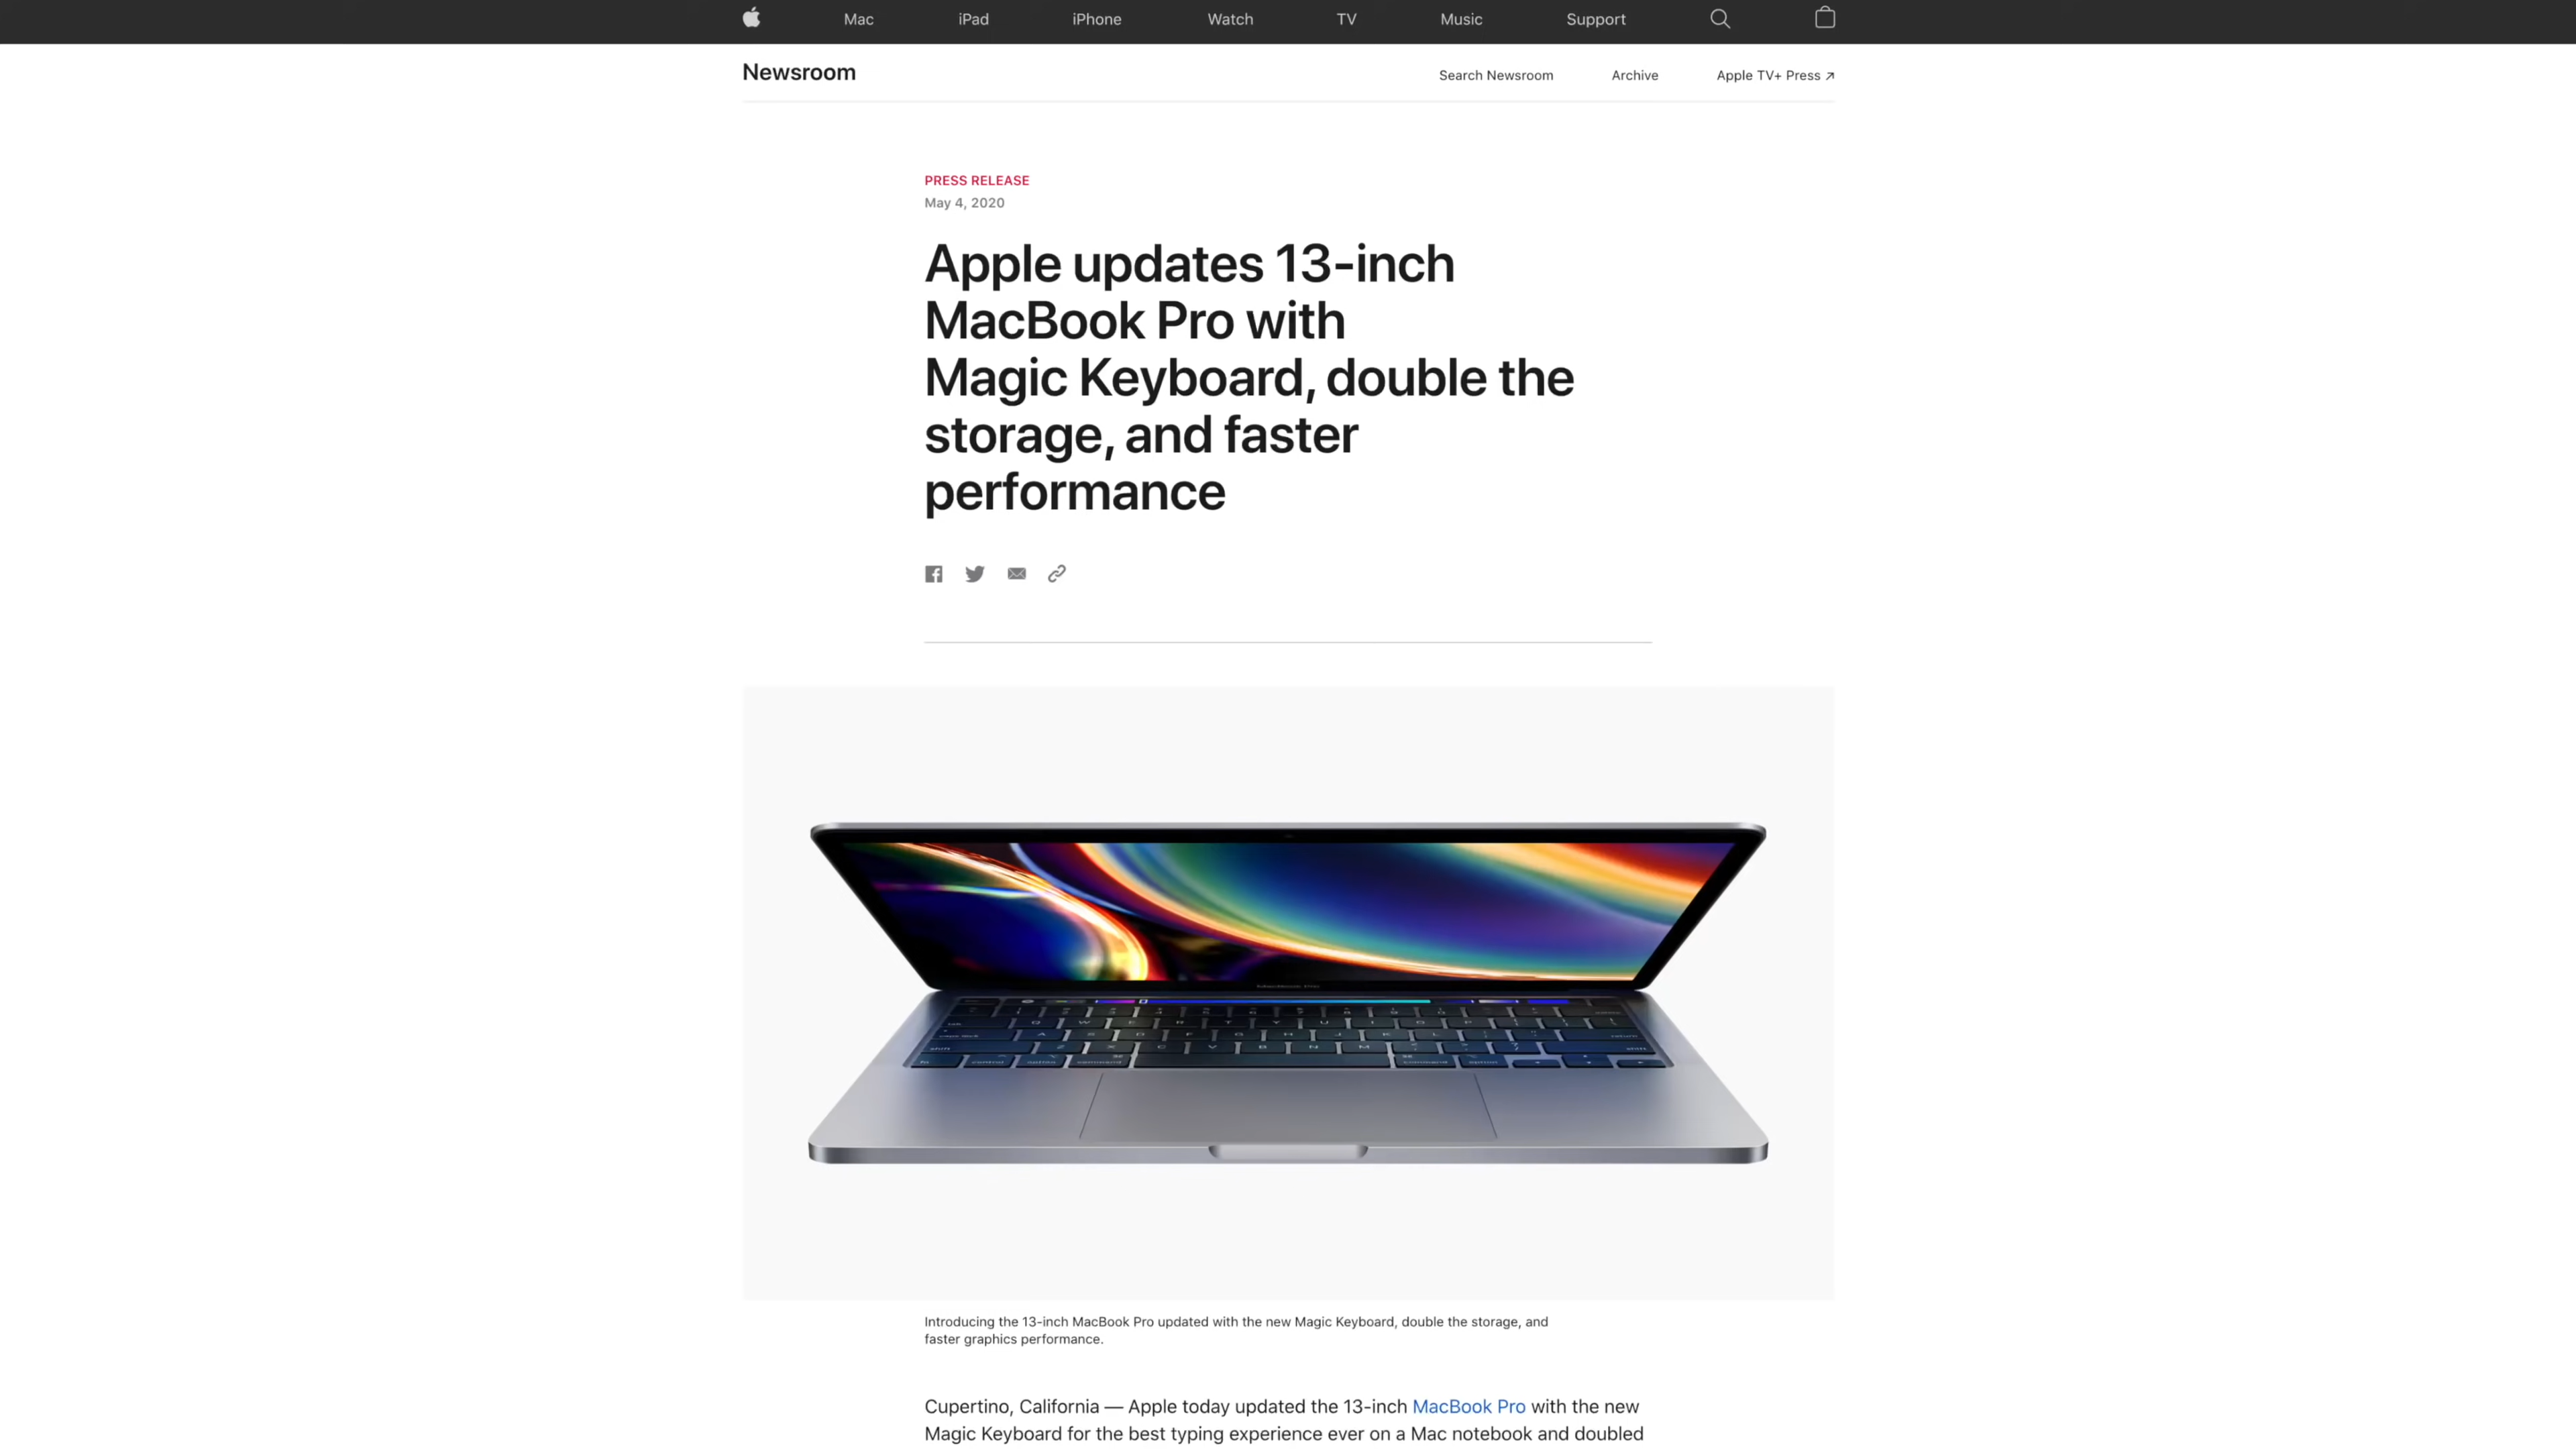 Mac iPad iPhone Watch TV Music Support
Newsroom
Search Newsroom Archive Apple TV+ Press ↗
PRESS RELEASE
May 4, 2020
Apple updates 13-inch
MacBook Pro with
Magic Keyboard, double the
storage, and faster
performance
MacBook Pro
Introducing the 13-inch MacBook Pro updated with the new Magic Keyboard, double the storage, and
faster graphics performance.
Cupertino, California — Apple today updated the 13-inch MacBook Pro with the new
Magic Keyboard for the best typing experience ever on a Mac notebook and doubled